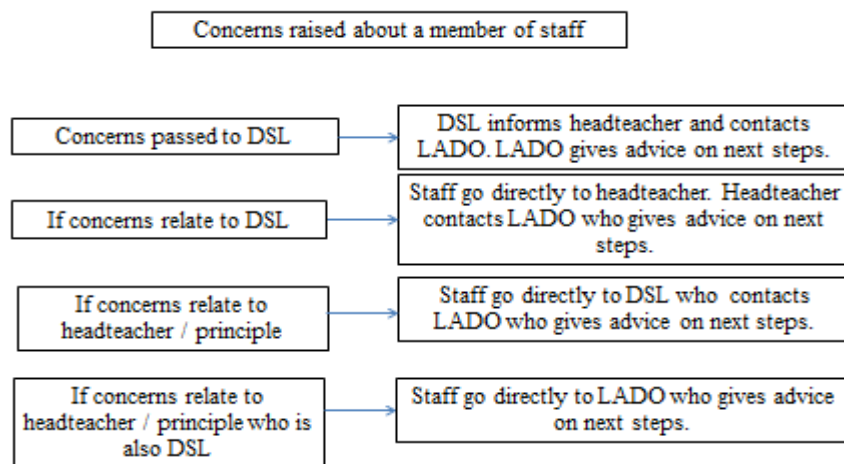 Concerns raised about a member of staff
Concerns passed to DSL
DSL informs headteacher and contacts
LADO. LADO gives advice on next steps.
If concerns relate to DSL
Staff go directly to headteacher. Headteacher
contacts LADO who gives advice on next
steps.
If concerns relate to
headteacher / principle
Staff go directly to DSL who contacts
LADO who gives advice on next steps.
If concerns relate to
headteacher / principle who is
also DSL
Staff go directly to LADO who gives advice
on next steps.